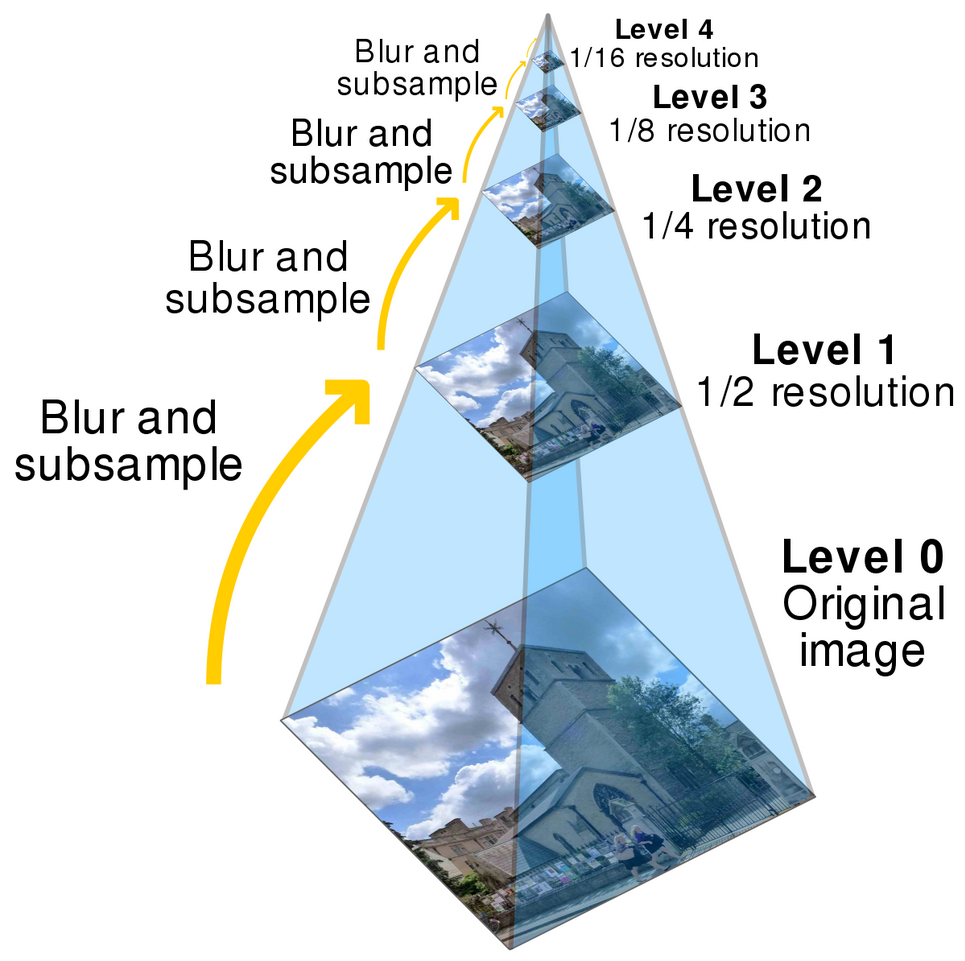 Level 4
1/16 resolution
Blur and
subsample
Level 3
1/8 resolution
Blur and
subsample
Level 2
1/4 resolution
Blur and
subsample
Level 1
1/2 resolution
Blur and
subsample
Level 0
Original
image